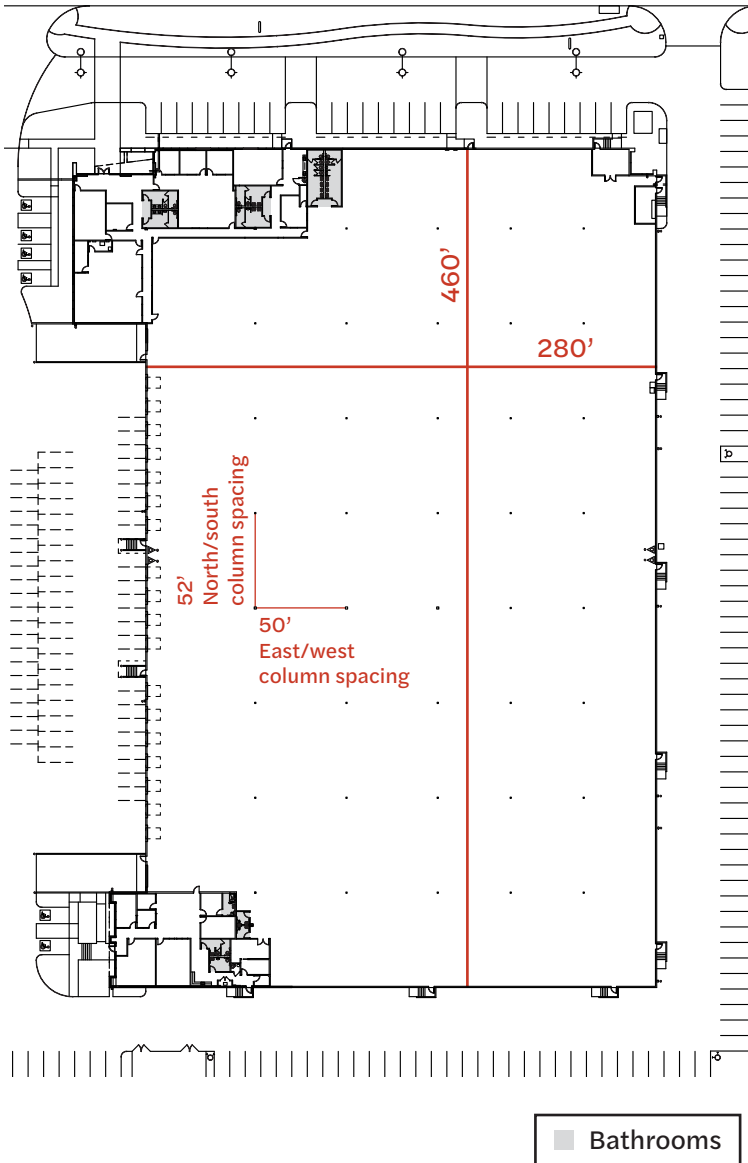 460’
280’
52’
North/south
column spacing
50’
East/west
column spacing
Bathrooms